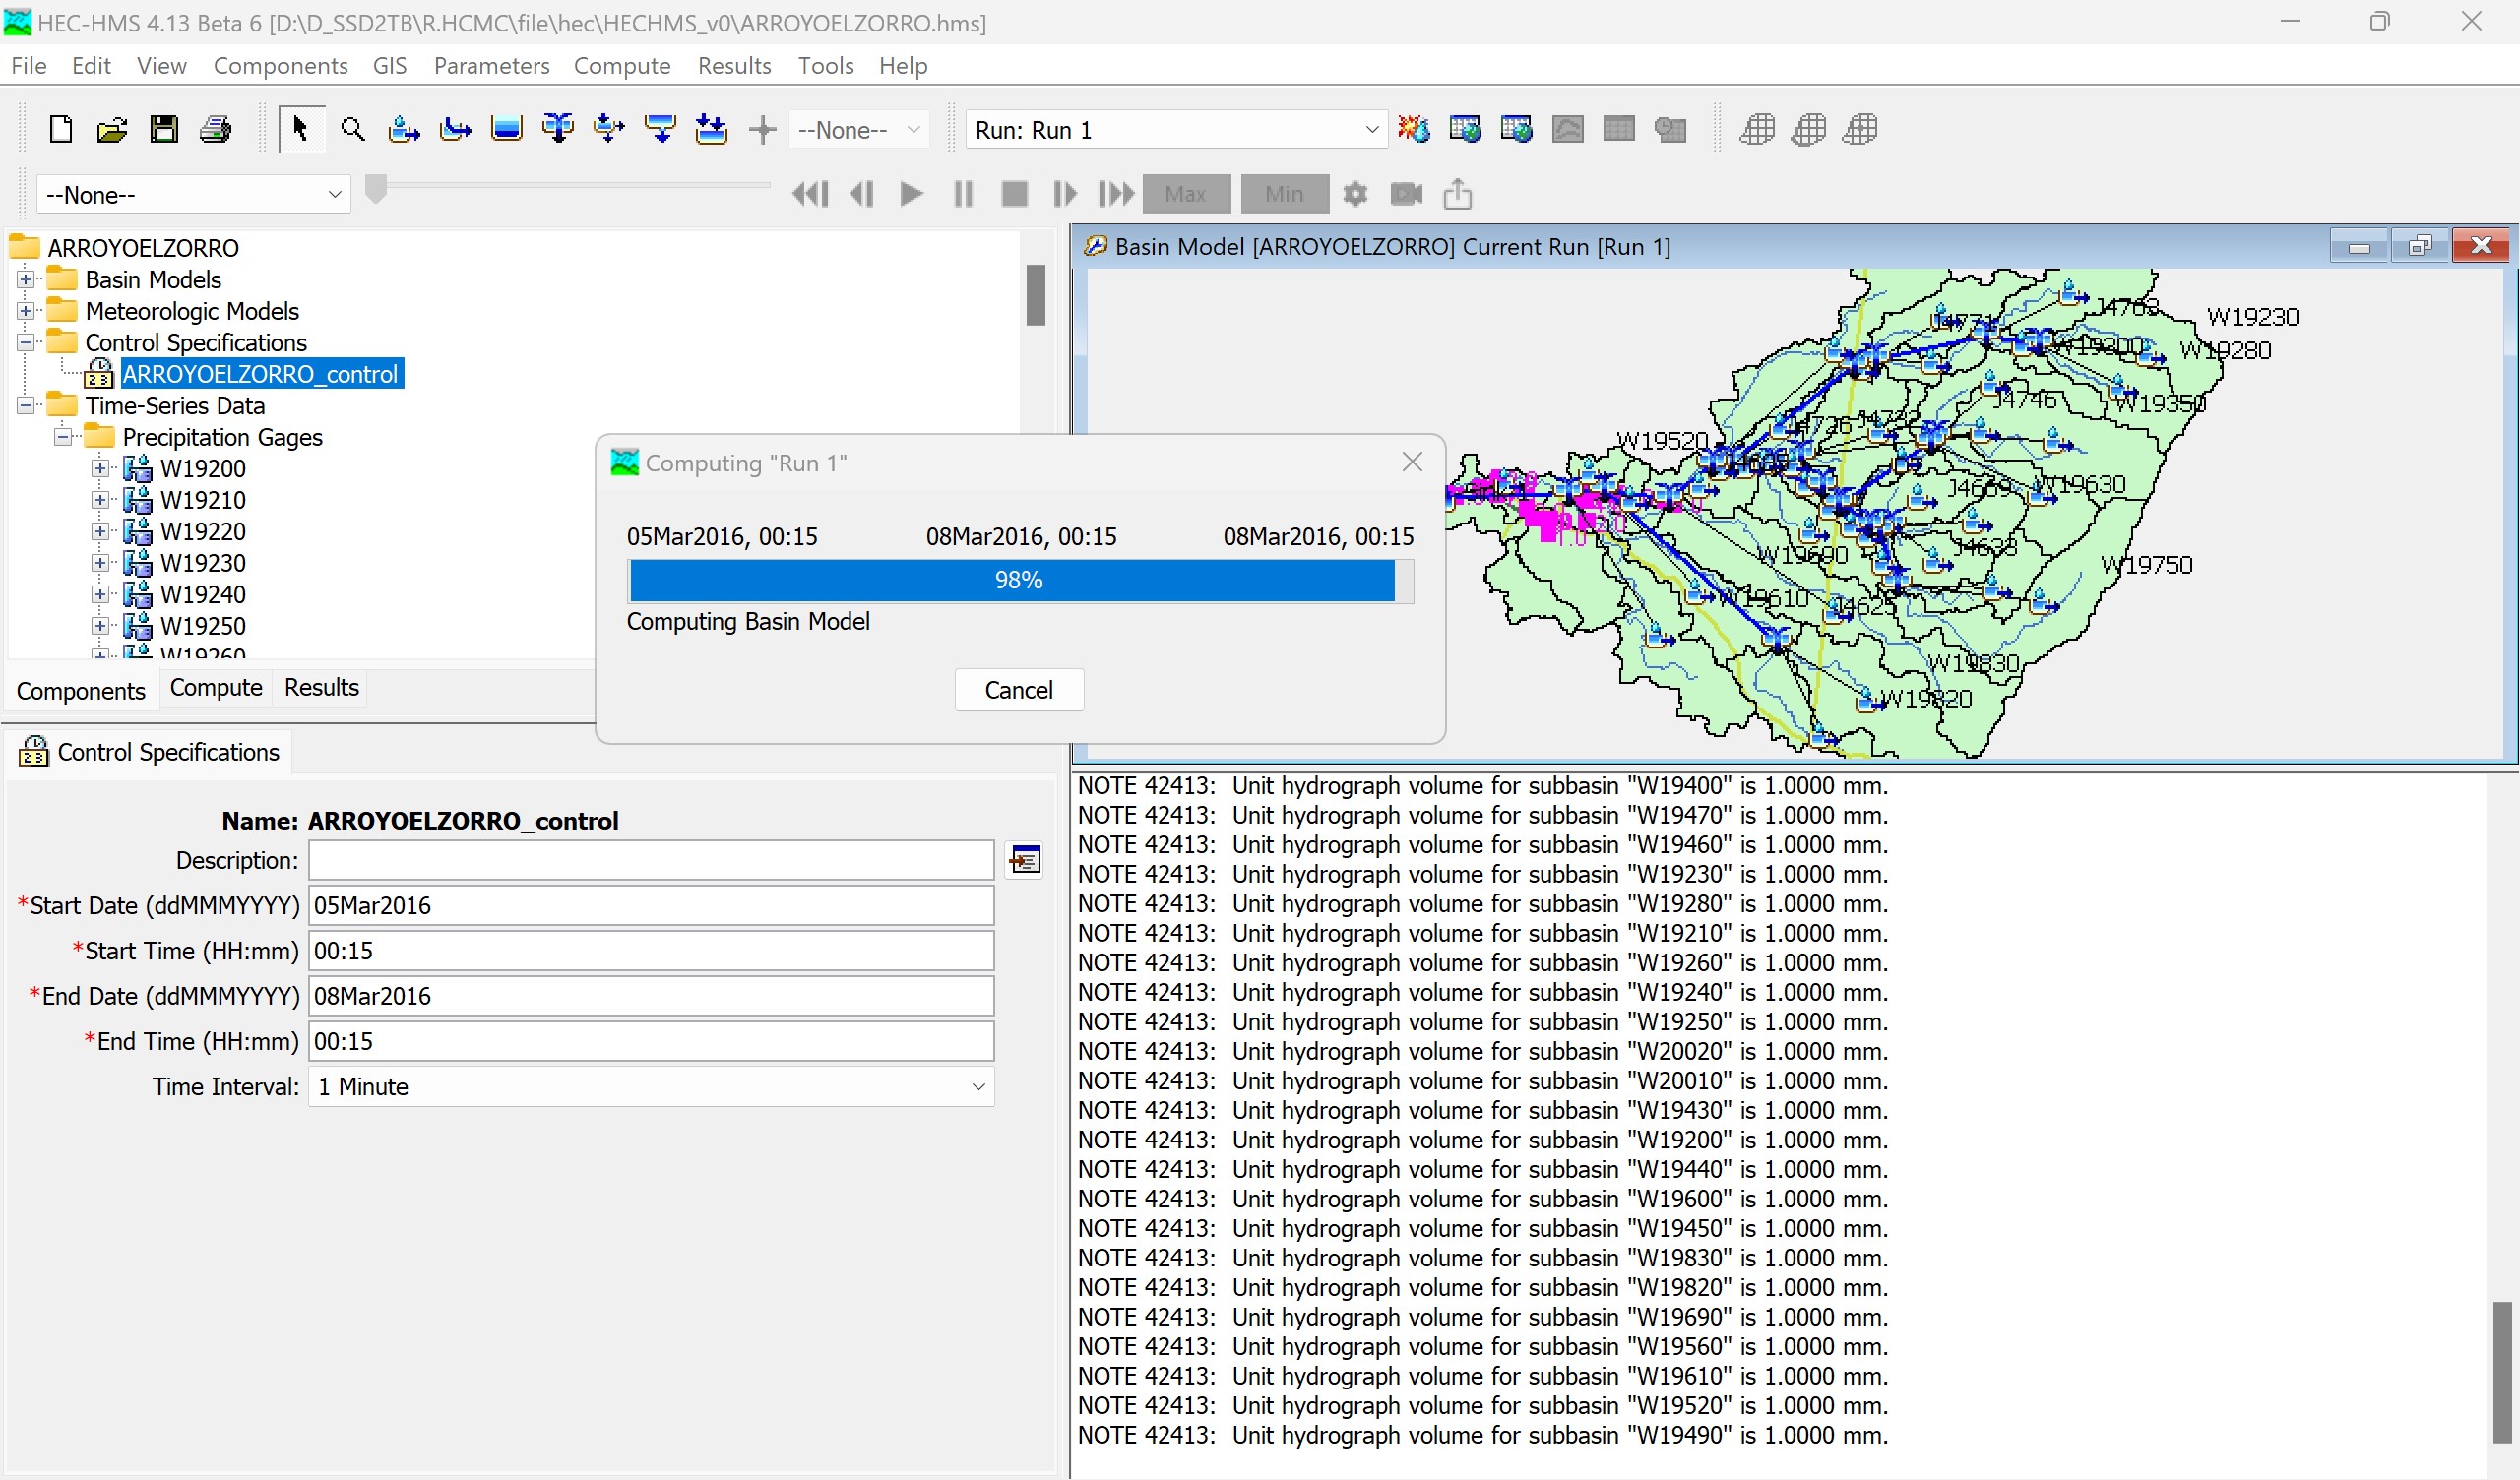 HEC-HMS 4.13 Beta 6 [D:\D_SSD2TB\R.HCMC\file\hec\HECHMS_v0\ARROYOELZORRO.hms]
File Edit View Components GIS Parameters Compute Results Tools Help
--None-- Run: Run 1
--None-- Max Min
ARROYOELZORRO
Basin Models
Meteorologic Models
Control Specifications
ARROYOELZORRO_control
Time-Series Data
Precipitation Gages
W19200
W19210
W19220
W19230
W19240
W19250
W19260
Components Compute Results
Basin Model [ARROYOELZORRO] Current Run [Run 1]
J4763
W19230
J4771
W19300
W19280
J4746
W19350
W19520
J4726
J4669
W19630
W19690
J4633
W19750
W19610
J4625
W19830
W19820
Computing "Run 1"
05Mar2016, 00:15 08Mar2016, 00:15 08Mar2016, 00:15
98%
Computing Basin Model
Cancel
Control Specifications
Name: ARROYOELZORRO_control
Description:
*Start Date (ddMMMYYYY) 05Mar2016
*Start Time (HH:mm) 00:15
*End Date (ddMMMYYYY) 08Mar2016
*End Time (HH:mm) 00:15
Time Interval: 1 Minute
NOTE 42413: Unit hydrograph volume for subbasin "W19400" is 1.0000 mm.
NOTE 42413: Unit hydrograph volume for subbasin "W19470" is 1.0000 mm.
NOTE 42413: Unit hydrograph volume for subbasin "W19460" is 1.0000 mm.
NOTE 42413: Unit hydrograph volume for subbasin "W19230" is 1.0000 mm.
NOTE 42413: Unit hydrograph volume for subbasin "W19280" is 1.0000 mm.
NOTE 42413: Unit hydrograph volume for subbasin "W19210" is 1.0000 mm.
NOTE 42413: Unit hydrograph volume for subbasin "W19260" is 1.0000 mm.
NOTE 42413: Unit hydrograph volume for subbasin "W19240" is 1.0000 mm.
NOTE 42413: Unit hydrograph volume for subbasin "W19250" is 1.0000 mm.
NOTE 42413: Unit hydrograph volume for subbasin "W20020" is 1.0000 mm.
NOTE 42413: Unit hydrograph volume for subbasin "W20010" is 1.0000 mm.
NOTE 42413: Unit hydrograph volume for subbasin "W19430" is 1.0000 mm.
NOTE 42413: Unit hydrograph volume for subbasin "W19200" is 1.0000 mm.
NOTE 42413: Unit hydrograph volume for subbasin "W19440" is 1.0000 mm.
NOTE 42413: Unit hydrograph volume for subbasin "W19600" is 1.0000 mm.
NOTE 42413: Unit hydrograph volume for subbasin "W19450" is 1.0000 mm.
NOTE 42413: Unit hydrograph volume for subbasin "W19830" is 1.0000 mm.
NOTE 42413: Unit hydrograph volume for subbasin "W19820" is 1.0000 mm.
NOTE 42413: Unit hydrograph volume for subbasin "W19690" is 1.0000 mm.
NOTE 42413: Unit hydrograph volume for subbasin "W19560" is 1.0000 mm.
NOTE 42413: Unit hydrograph volume for subbasin "W19610" is 1.0000 mm.
NOTE 42413: Unit hydrograph volume for subbasin "W19520" is 1.0000 mm.
NOTE 42413: Unit hydrograph volume for subbasin "W19490" is 1.0000 mm.